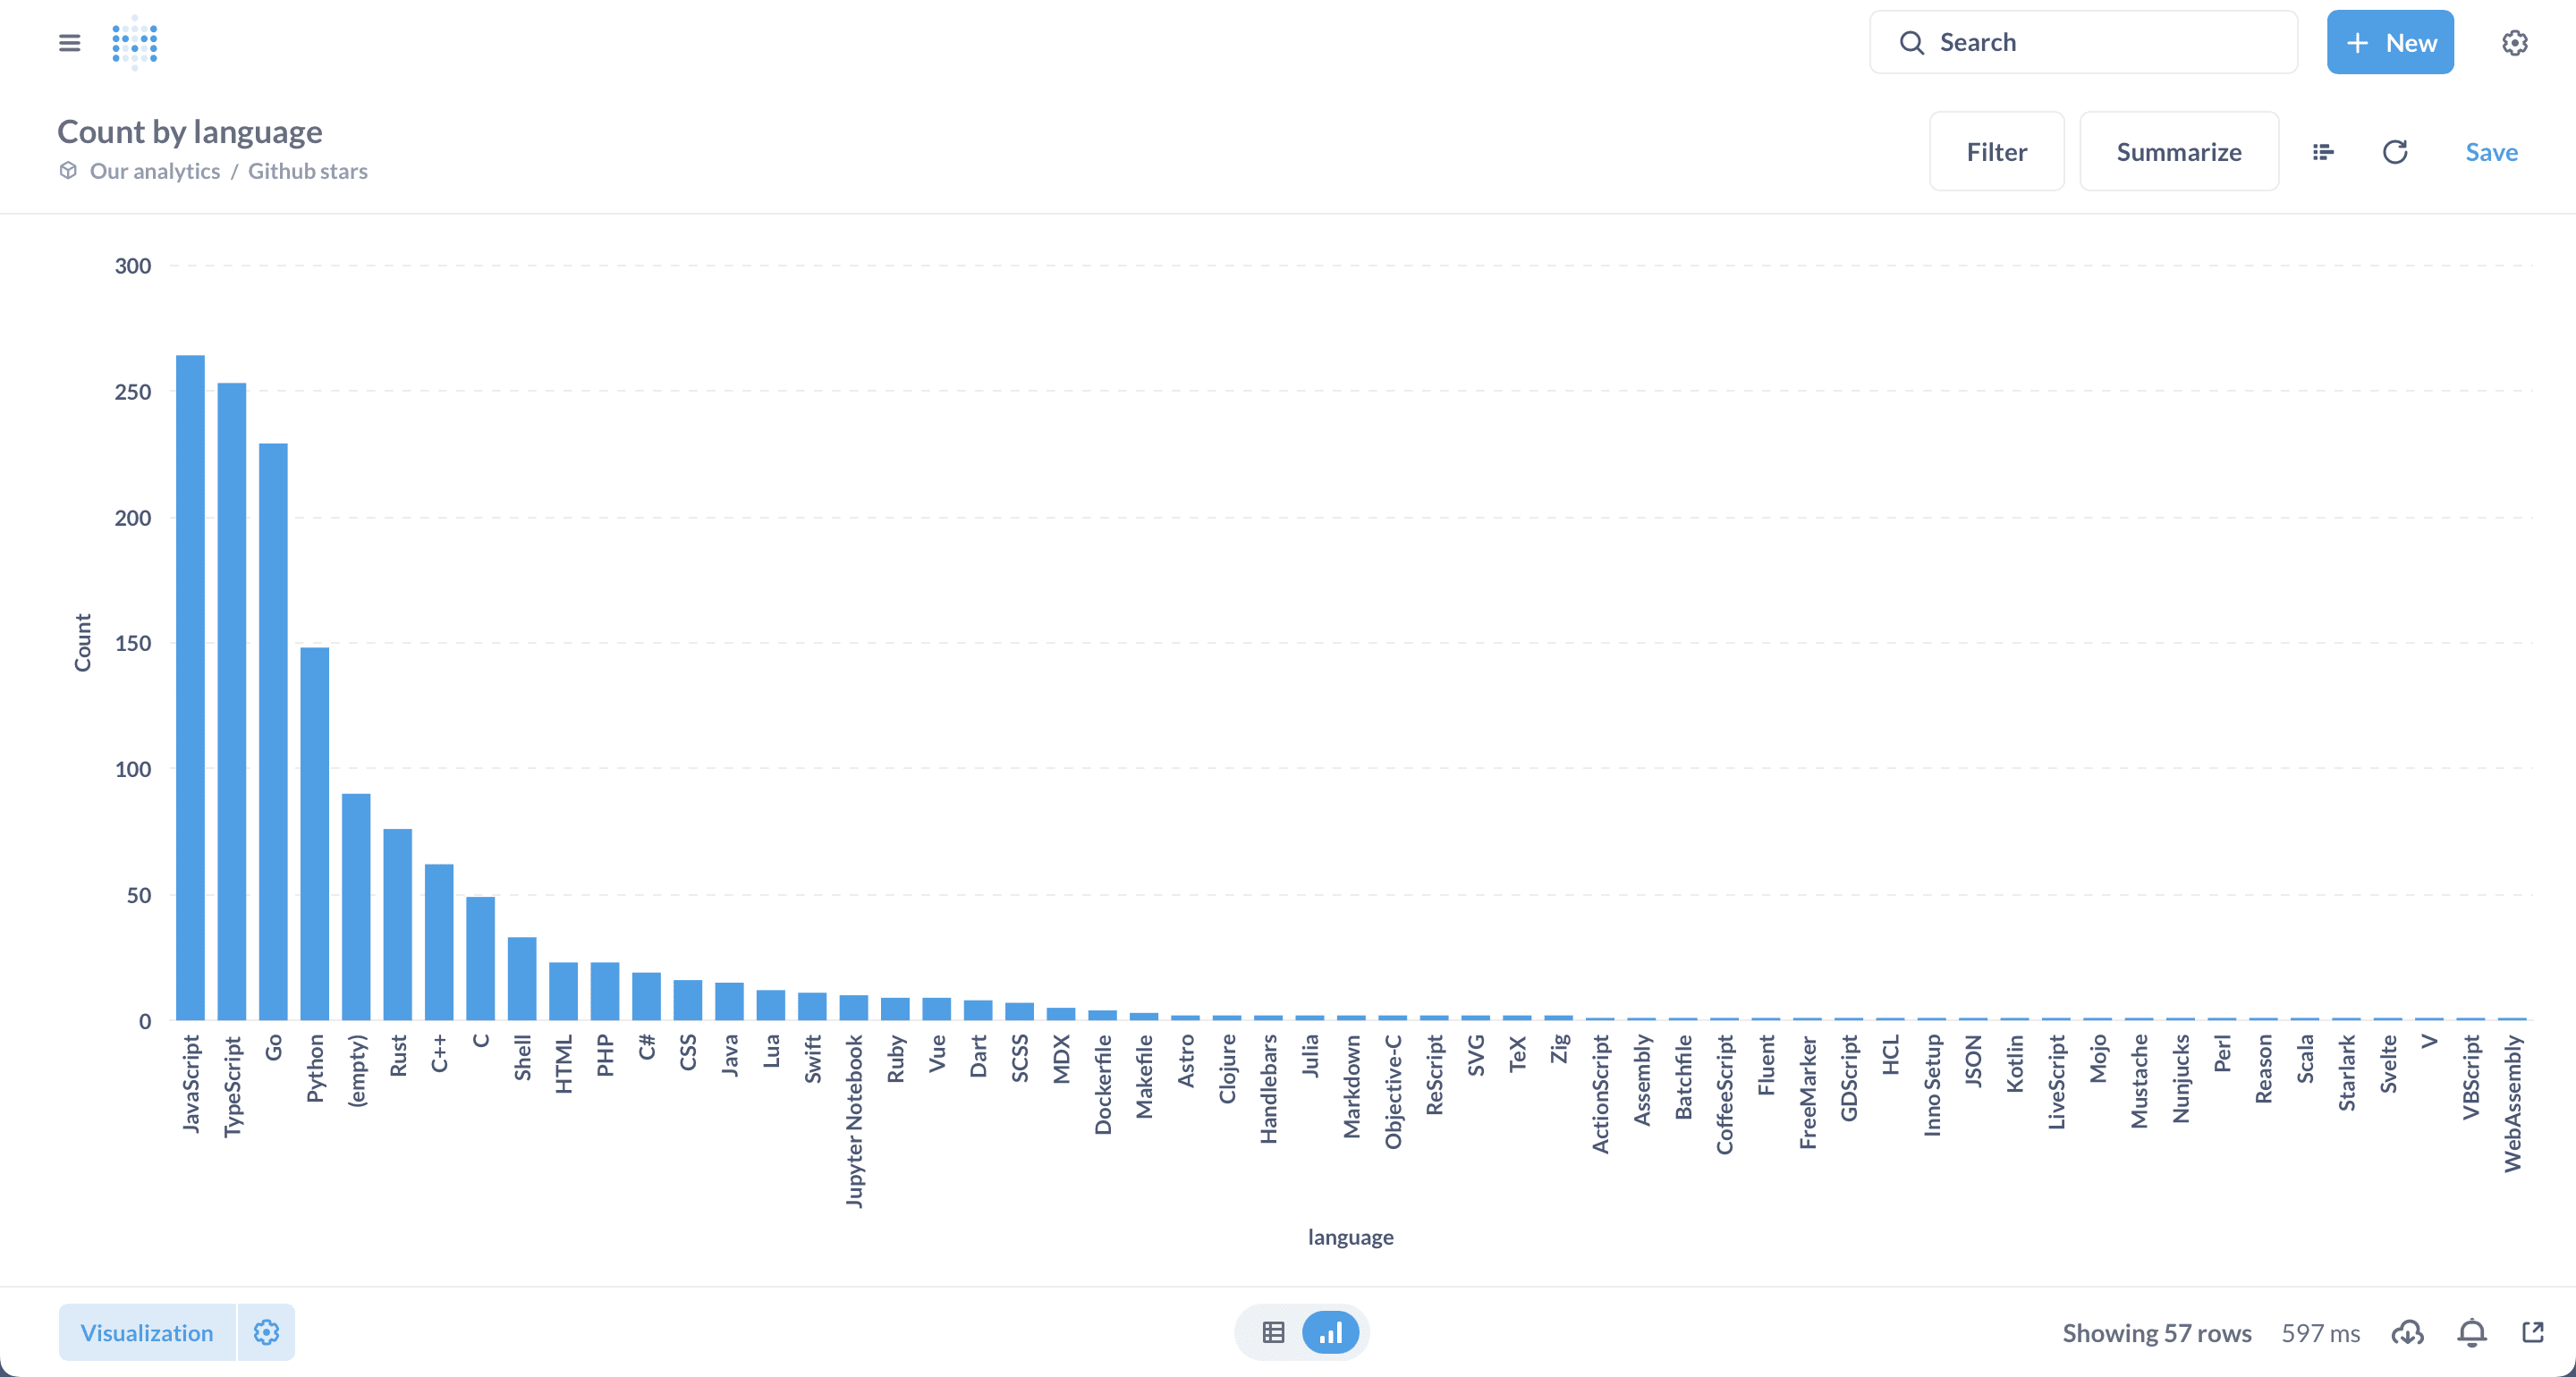 Search
+ New
Count by language
Our analytics / Github stars
Filter
Summarize
Save
300
250
200
150
100
50
0
Count
JavaScript
TypeScript
Go
Python
(empty)
Rust
C++
C
Shell
HTML
PHP
C#
CSS
Java
Lua
Swift
Jupyter Notebook
Ruby
Vue
Dart
SCSS
MDX
Dockerfile
Makefile
Astro
Clojure
Handlebars
Julia
Markdown
Objective-C
ReScript
SVG
TeX
Zig
ActionScript
Assembly
Batchfile
CoffeeScript
Fluent
FreeMarker
GDScript
HCL
Inno Setup
JSON
Kotlin
LiveScript
Mojo
Mustache
Nunjucks
Perl
Reason
Scala
Starlark
Svelte
V
VBScript
WebAssembly
language
Visualization
Showing 57 rows
597 ms